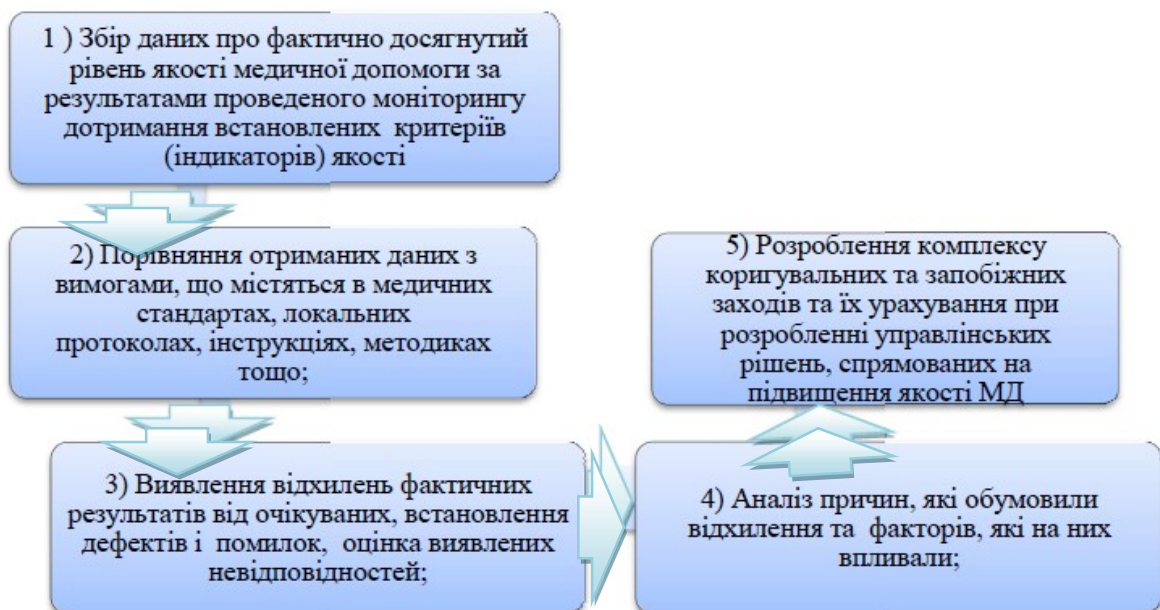 1 ) Збір даних про фактично досягнутий
рівень якості медичної допомоги за
результатами проведеного моніторингу
дотримання встановлених критеріїв
(індикаторів) якості
2) Порівняння отриманих даних з
вимогами, що містяться в медичних
стандартах, локальних
протоколах, інструкціях, методиках
тощо;
3) Виявлення відхилень фактичних
результатів від очікуваних, встановлення
дефектів і помилок, оцінка виявлених
невідповідностей;
4) Аналіз причин, які обумовили
відхилення та факторів, які на них
впливали;
5) Розроблення комплексу
коригувальних та запобіжних
заходів та їх урахування при
розробленні управлінських
рішень, спрямованих на
підвищення якості МД